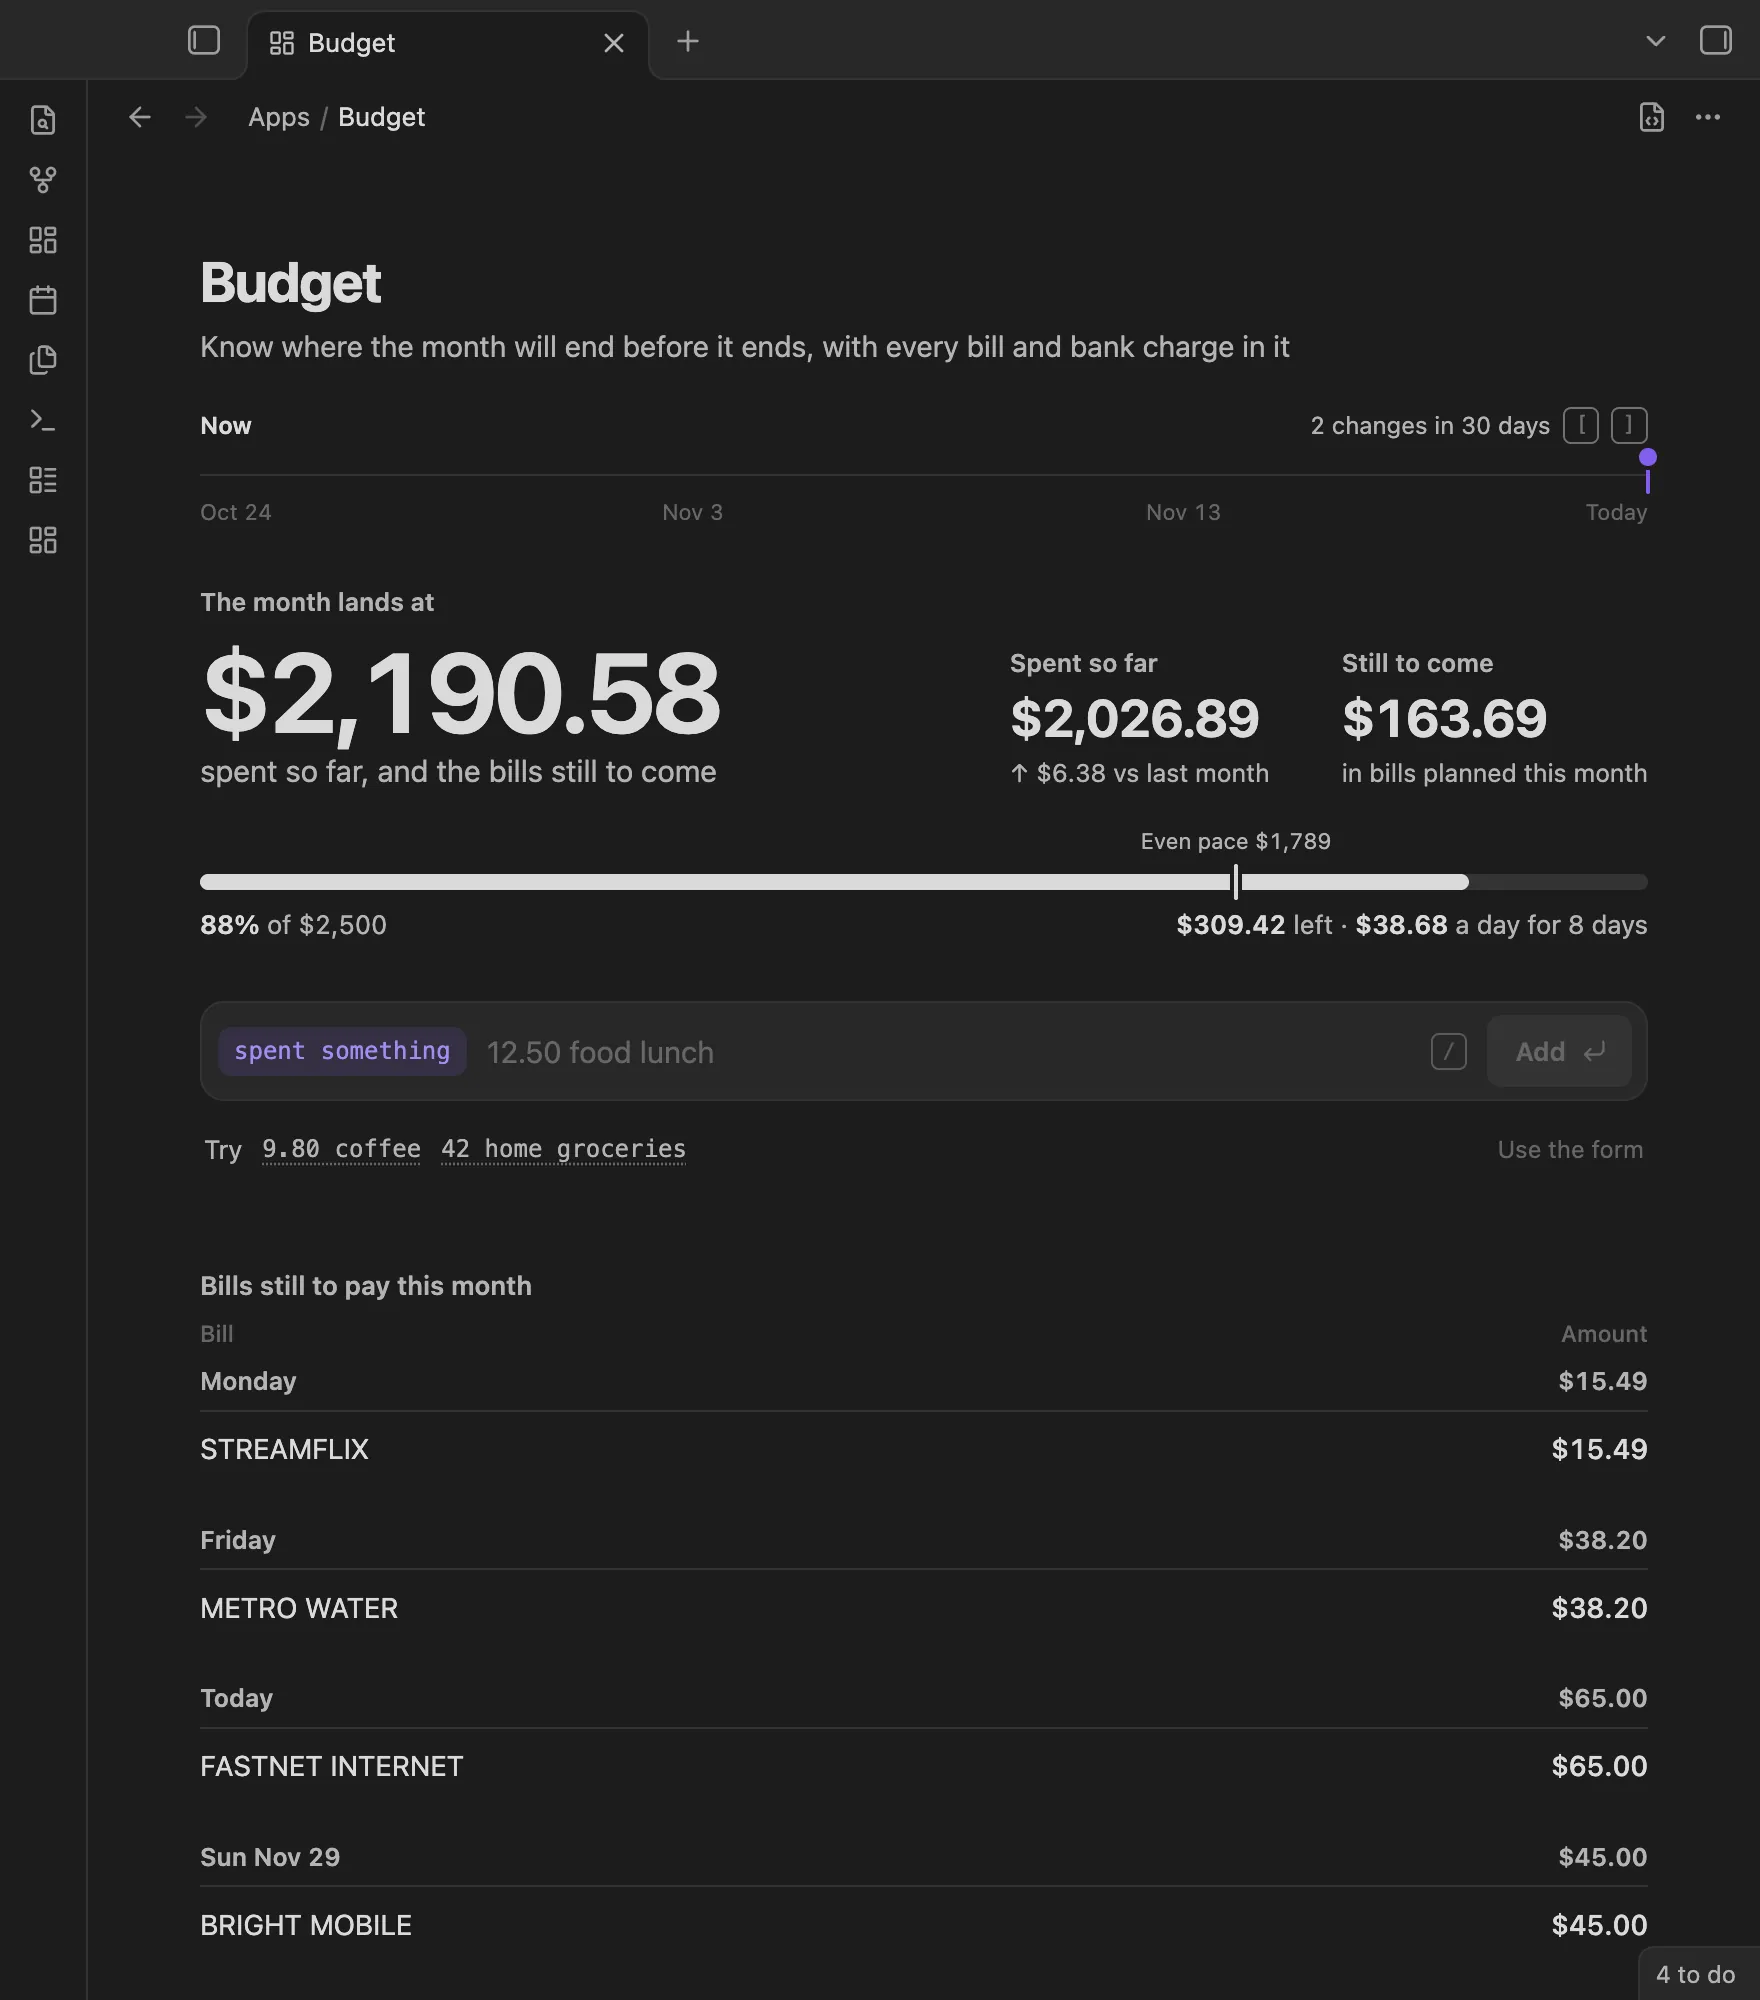 Budget
Apps / Budget
Budget
Know where the month will end before it ends, with every bill and bank charge in it
Now
2 changes in 30 days [ ]
Oct 24 Nov 3 Nov 13 Today
The month lands at
$2,190.58
spent so far, and the bills still to come
Spent so far
$2,026.89
↑ $6.38 vs last month
Still to come
$163.69
in bills planned this month
Even pace $1,789
88% of $2,500
$309.42 left · $38.68 a day for 8 days
spent something 12.50 food lunch / Add
Try 9.80 coffee 42 home groceries Use the form
Bills still to pay this month
Bill Amount
Monday $15.49
STREAMFLIX $15.49
Friday $38.20
METRO WATER $38.20
Today $65.00
FASTNET INTERNET $65.00
Sun Nov 29 $45.00
BRIGHT MOBILE $45.00
4 to do